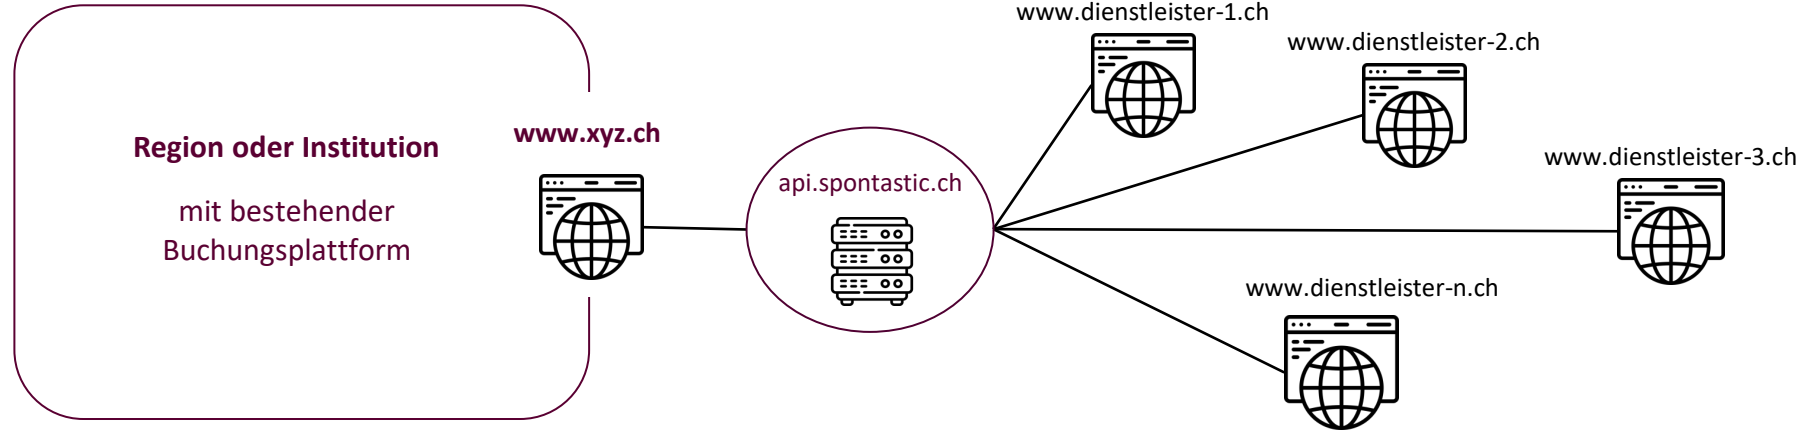 Region oder Institution
mit bestehender
Buchungsplattform
www.xyz.ch
api.spontastic.ch
www.dienstleister-1.ch
www.dienstleister-2.ch
www.dienstleister-3.ch
www.dienstleister-n.ch